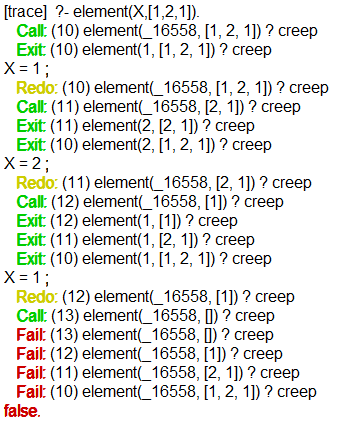 [trace]  ?- element(X,[1,2,1]).
   Call: (10) element(_16558, [1, 2, 1]) ? creep
   Exit: (10) element(1, [1, 2, 1]) ? creep
X = 1 ;
   Redo: (10) element(_16558, [1, 2, 1]) ? creep
   Call: (11) element(_16558, [2, 1]) ? creep
   Exit: (11) element(2, [2, 1]) ? creep
   Exit: (10) element(2, [1, 2, 1]) ? creep
X = 2 ;
   Redo: (11) element(_16558, [2, 1]) ? creep
   Call: (12) element(_16558, [1]) ? creep
   Exit: (12) element(1, [1]) ? creep
   Exit: (11) element(1, [2, 1]) ? creep
   Exit: (10) element(1, [1, 2, 1]) ? creep
X = 1 ;
   Redo: (12) element(_16558, [1]) ? creep
   Call: (13) element(_16558, []) ? creep
   Fail: (13) element(_16558, []) ? creep
   Fail: (12) element(_16558, [1]) ? creep
   Fail: (11) element(_16558, [2, 1]) ? creep
   Fail: (10) element(_16558, [1, 2, 1]) ? creep
false.